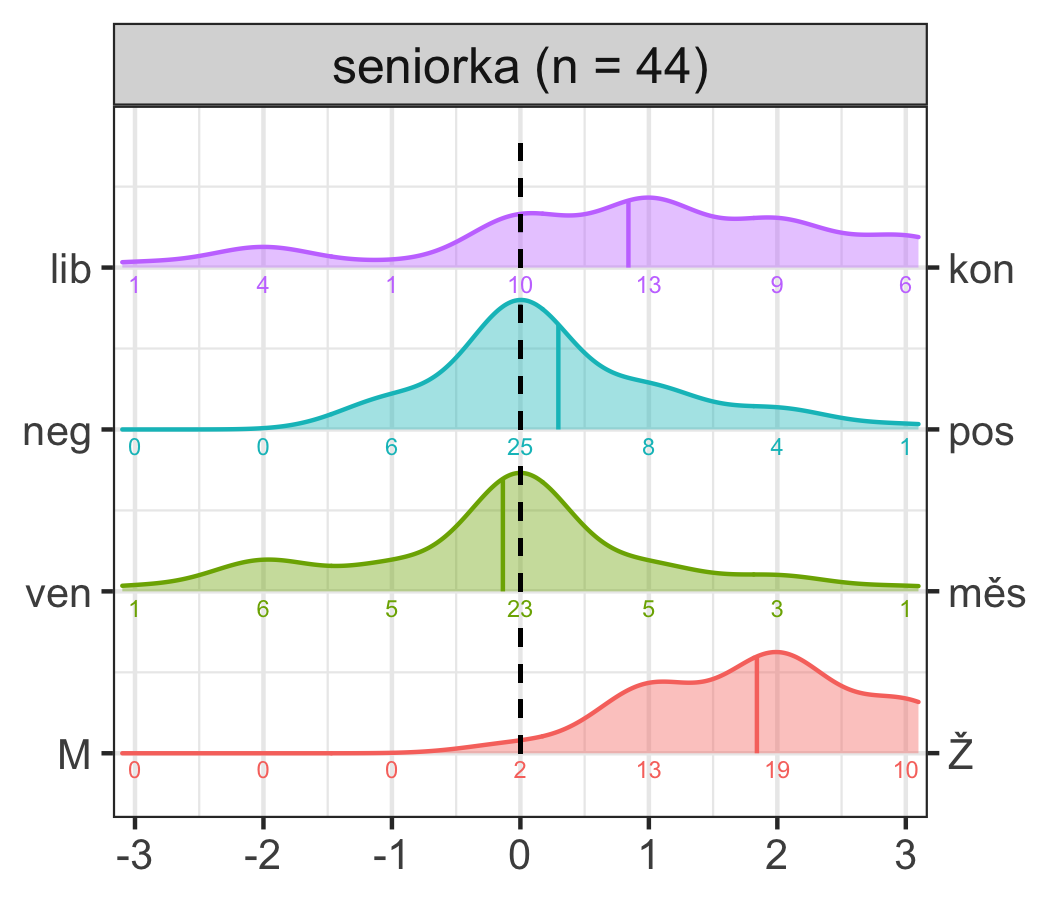 seniorka (n = 44)
lib kon
1 4 1 10 13 9 6
neg pos
0 0 6 25 8 4 1
ven měs
1 6 5 23 5 3 1
M Ž
0 0 0 2 13 19 10
-3 -2 -1 0 1 2 3